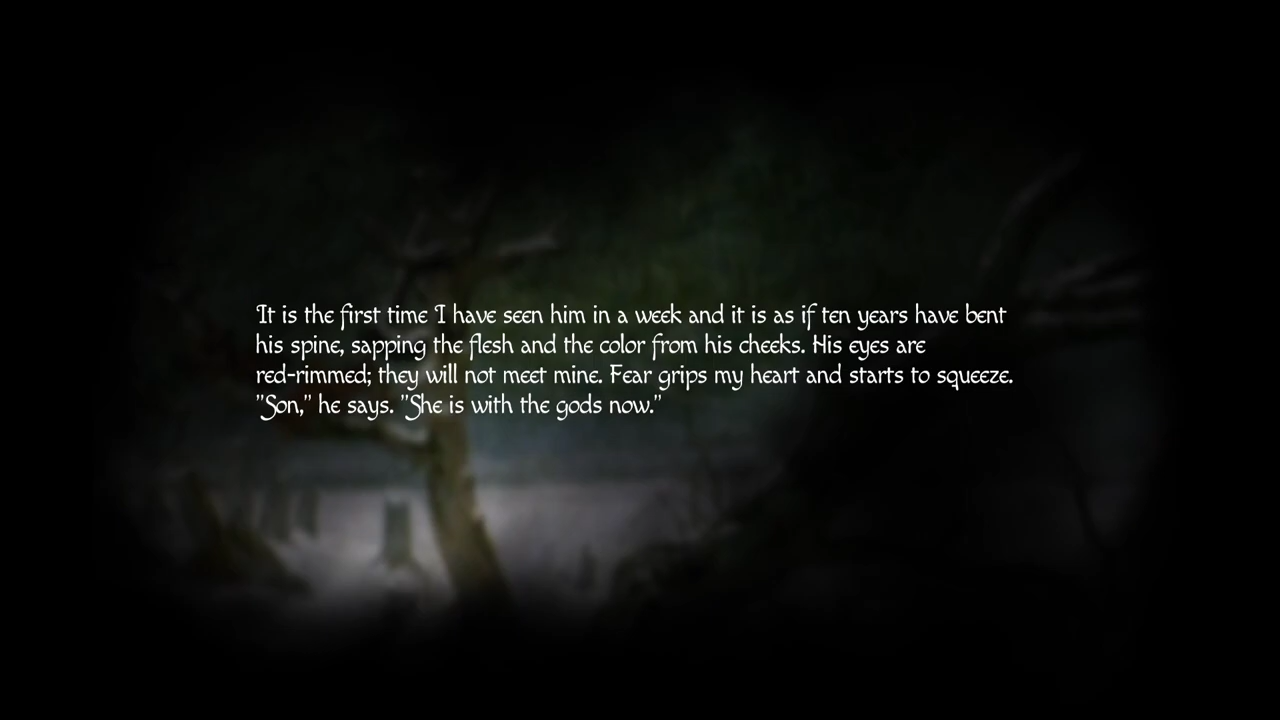 It is the first time I have seen him in a week and it is as if ten years have bent
his spine, sapping the flesh and the color from his cheeks. His eyes are
red-rimmed; they will not meet mine. Fear grips my heart and starts to squeeze.
"Son," he says. "She is with the gods now."